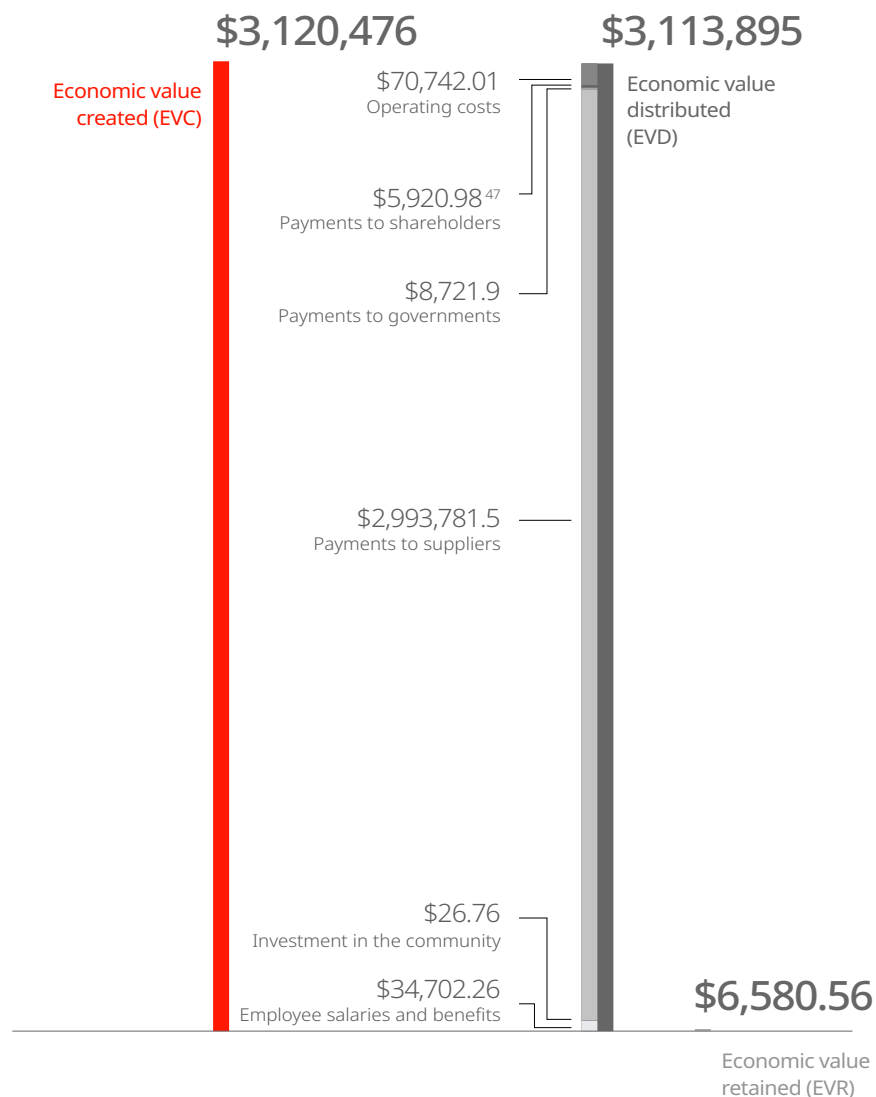 $3,120,476
Economic value
created (EVC)
$3,113,895
Economic value
distributed
(EVD)
$70,742.01
Operating costs
$5,920.98 47
Payments to shareholders
$8,721.9
Payments to governments
$2,993,781.5
Payments to suppliers
$26.76
Investment in the community
$34,702.26
Employee salaries and benefits
$6,580.56
Economic value
retained (EVR)